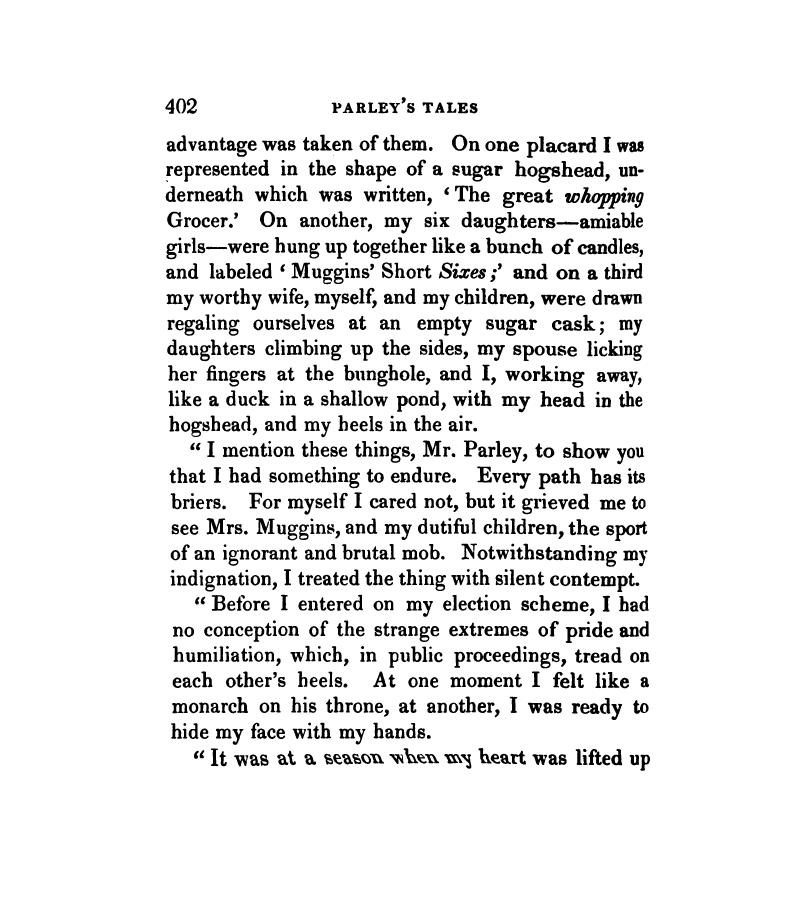 402 PARLEY'S TALES
advantage was taken of them. On one placard I was
represented in the shape of a sugar hogshead, un-
derneath which was written, ‘The great whopping
Grocer.’ On another, my six daughters—amiable
girls—were hung up together like a bunch of candles,
and labeled ‘Muggins’ Short Sixes;’ and on a third
my worthy wife, myself, and my children, were drawn
regaling ourselves at an empty sugar cask; my
daughters climbing up the sides, my spouse licking
her fingers at the bunghole, and I, working away,
like a duck in a shallow pond, with my head in the
hogshead, and my heels in the air.
“I mention these things, Mr. Parley, to show you
that I had something to endure. Every path has its
briers. For myself I cared not, but it grieved me to
see Mrs. Muggins, and my dutiful children, the sport
of an ignorant and brutal mob. Notwithstanding my
indignation, I treated the thing with silent contempt.
“Before I entered on my election scheme, I had
no conception of the strange extremes of pride and
humiliation, which, in public proceedings, tread on
each other’s heels. At one moment I felt like a
monarch on his throne, at another, I was ready to
hide my face with my hands.
“It was at a season when my heart was lifted up